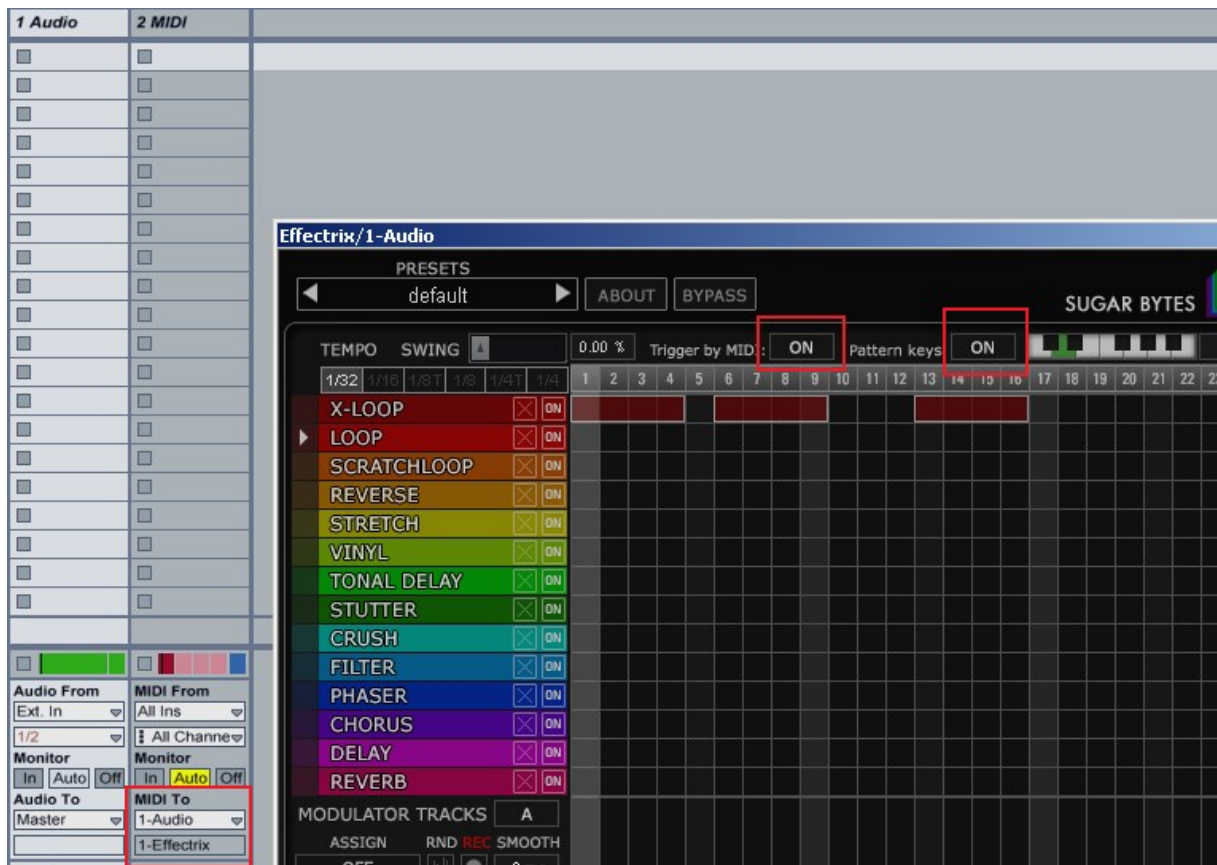 1 Audio 2 MIDI
Effectrix/1-Audio
PRESETS
default ABOUT BYPASS
SUGAR BYTES
TEMPO SWING 0.00 % Trigger by MIDI: ON Pattern keys ON
1/32 1/16 1/8T 1/8 1/4T 1/4 1 2 3 4 5 6 7 8 9 10 11 12 13 14 15 16 17 18 19 20 21 22
X-LOOP ON
LOOP ON
SCRATCHLOOP ON
REVERSE ON
STRETCH ON
VINYL ON
TONAL DELAY ON
STUTTER ON
CRUSH ON
FILTER ON
PHASER ON
CHORUS ON
DELAY ON
REVERB ON
MODULATOR TRACKS A
ASSIGN RND REC SMOOTH
OFF
Audio From MIDI From
Ext. In All Ins
1/2 All Channe
Monitor Monitor
In Auto Off In Auto Off
Audio To MIDI To
Master 1-Audio
1-Effectrix